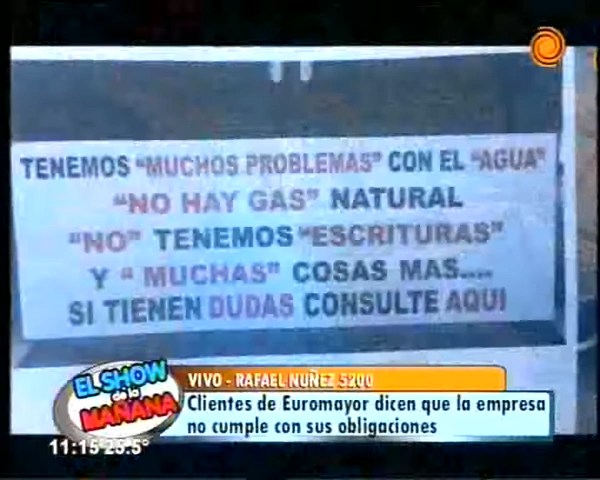 TENEMOS "MUCHOS PROBLEMAS" CON EL "AGUA"
"NO HAY GAS" NATURAL
"NO" TENEMOS "ESCRITURAS"
Y " MUCHAS" COSAS MAS....
SI TIENEN DUDAS CONSULTE AQUI
EL SHOW
de la
MAÑANA
VIVO - RAFAEL NUÑEZ 5200
Clientes de Euromayor dicen que la empresa
no cumple con sus obligaciones
11:15 25.5°